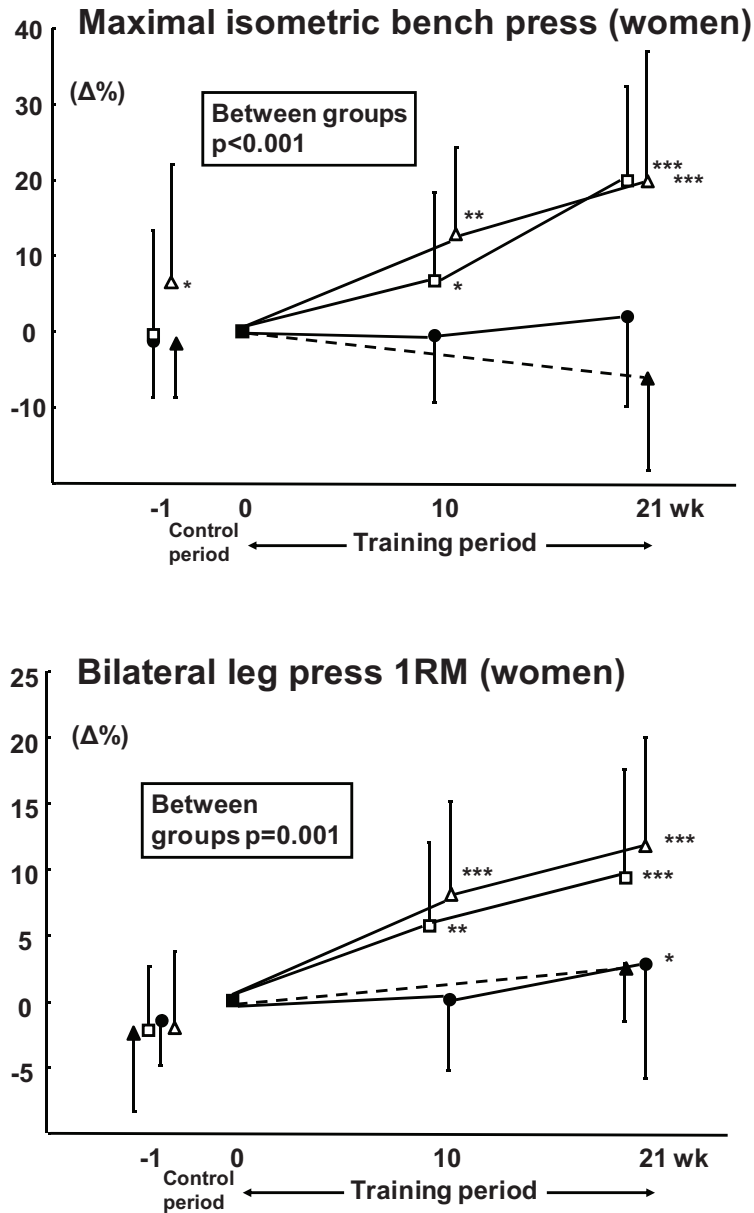 Maximal isometric bench press (women)
40
(Δ%)
30
Between groups
p<0.001
20
***
***
**
10
*
*
0
-10
-1 0 10 21 wk
Control
period
Training period
Bilateral leg press 1RM (women)
25
(Δ%)
20
15
Between
groups p=0.001
***
***
10
***
**
5
*
0
-5
-1 0 10 21 wk
Control
period
Training period